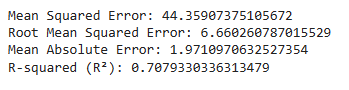 Mean Squared Error: 44.35907375105672
Root Mean Squared Error: 6.660260787015529
Mean Absolute Error: 1.9710970632527354
R-squared (R²): 0.7079330336313479